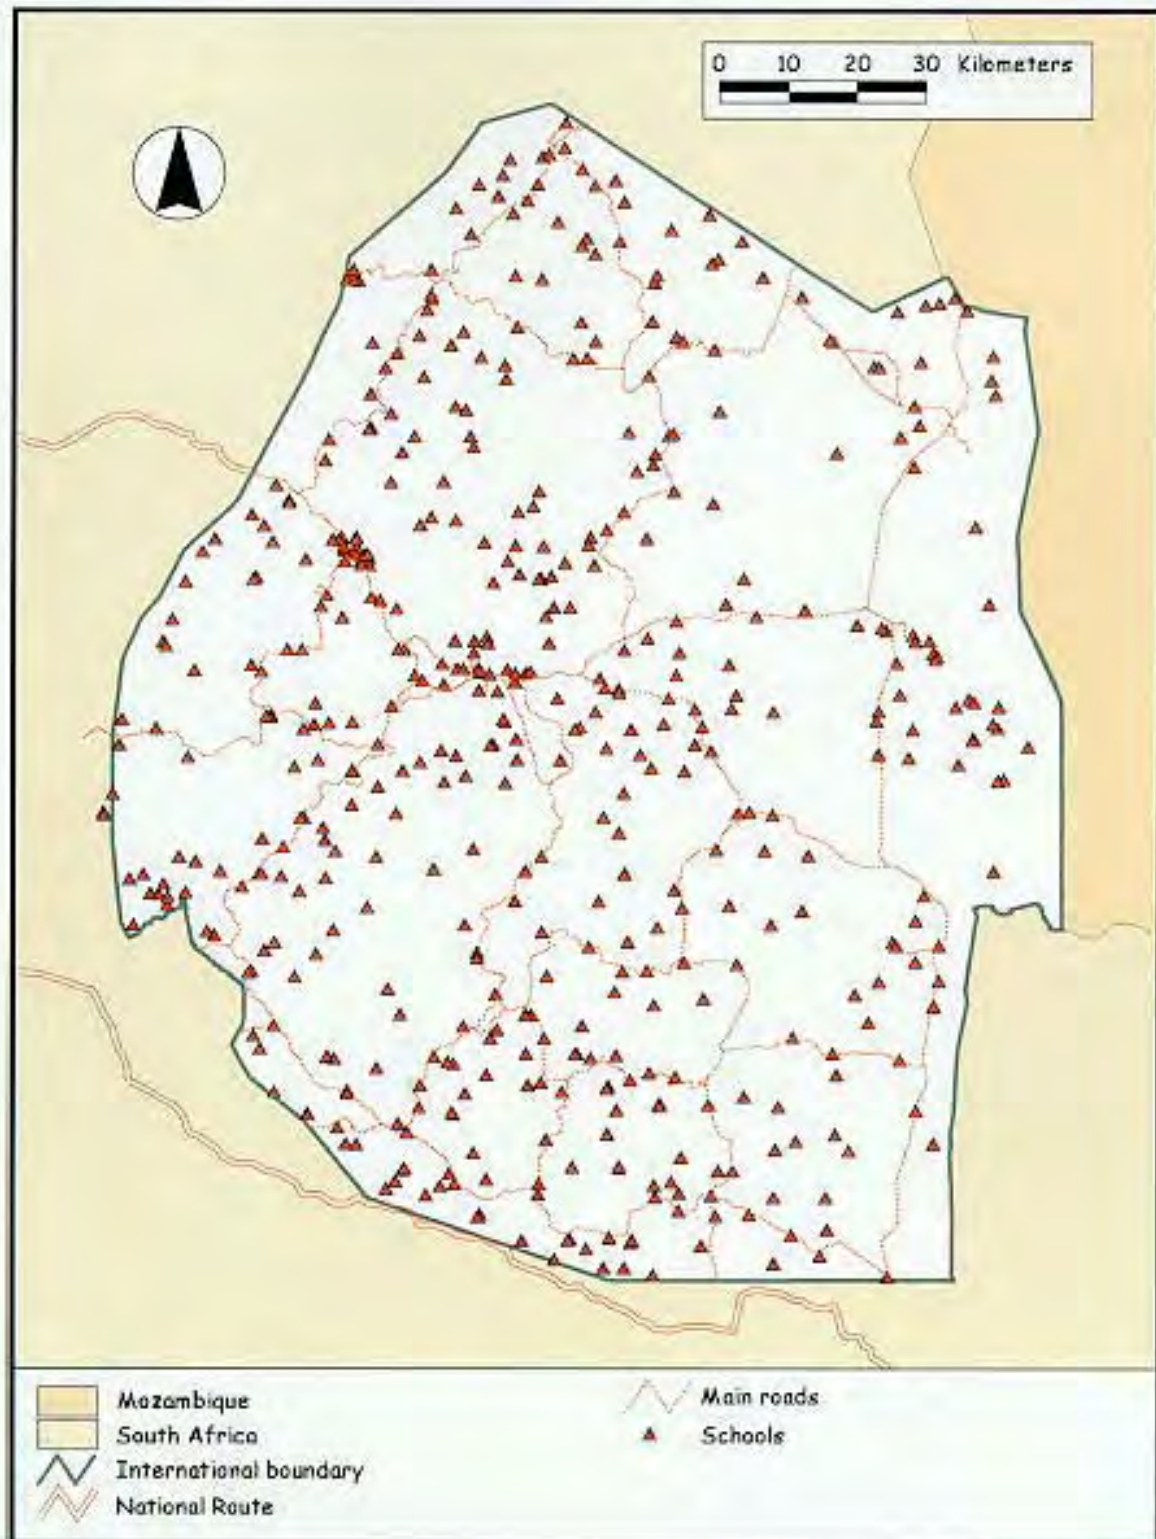 0 10 20 30 Kilometers
Mozambique
South Africa
International boundary
National Route
Main roads
Schools